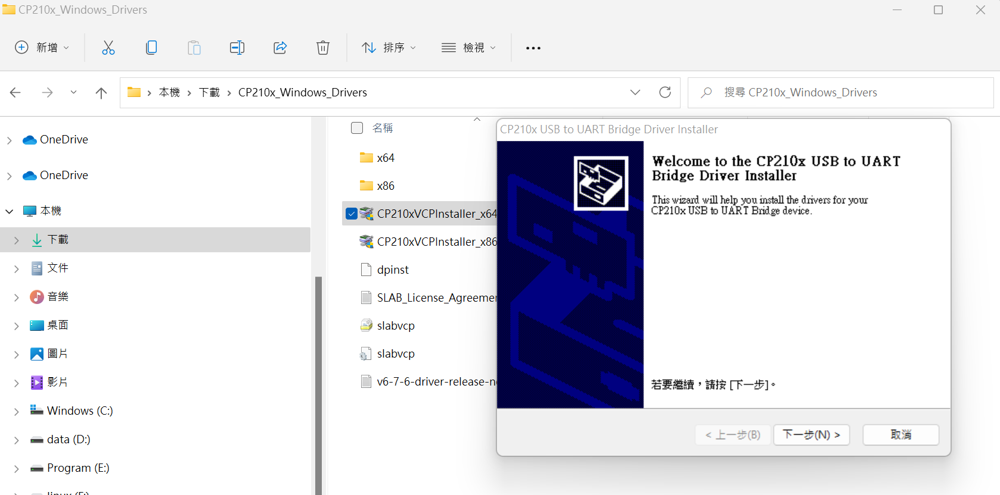 CP210x_Windows_Drivers
新增
排序
檢視
本機 > 下載 > CP210x_Windows_Drivers
搜尋 CP210x_Windows_Drivers
OneDrive
OneDrive
本機
下載
文件
音樂
桌面
圖片
影片
Windows (C:)
data (D:)
Program (E:)
名稱
x64
x86
CP210xVCPInstaller_x64
CP210xVCPInstaller_x86
dpinst
SLAB_License_Agreemen
slabvcp
slabvcp
v6-7-6-driver-release-n
CP210x USB to UART Bridge Driver Installer
Welcome to the CP210x USB to UART
Bridge Driver Installer
This wizard will help you install the drivers for your
CP210x USB to UART Bridge device.
若要繼續，請按 [下一步]。
< 上一步(B)
下一步(N) >
取消